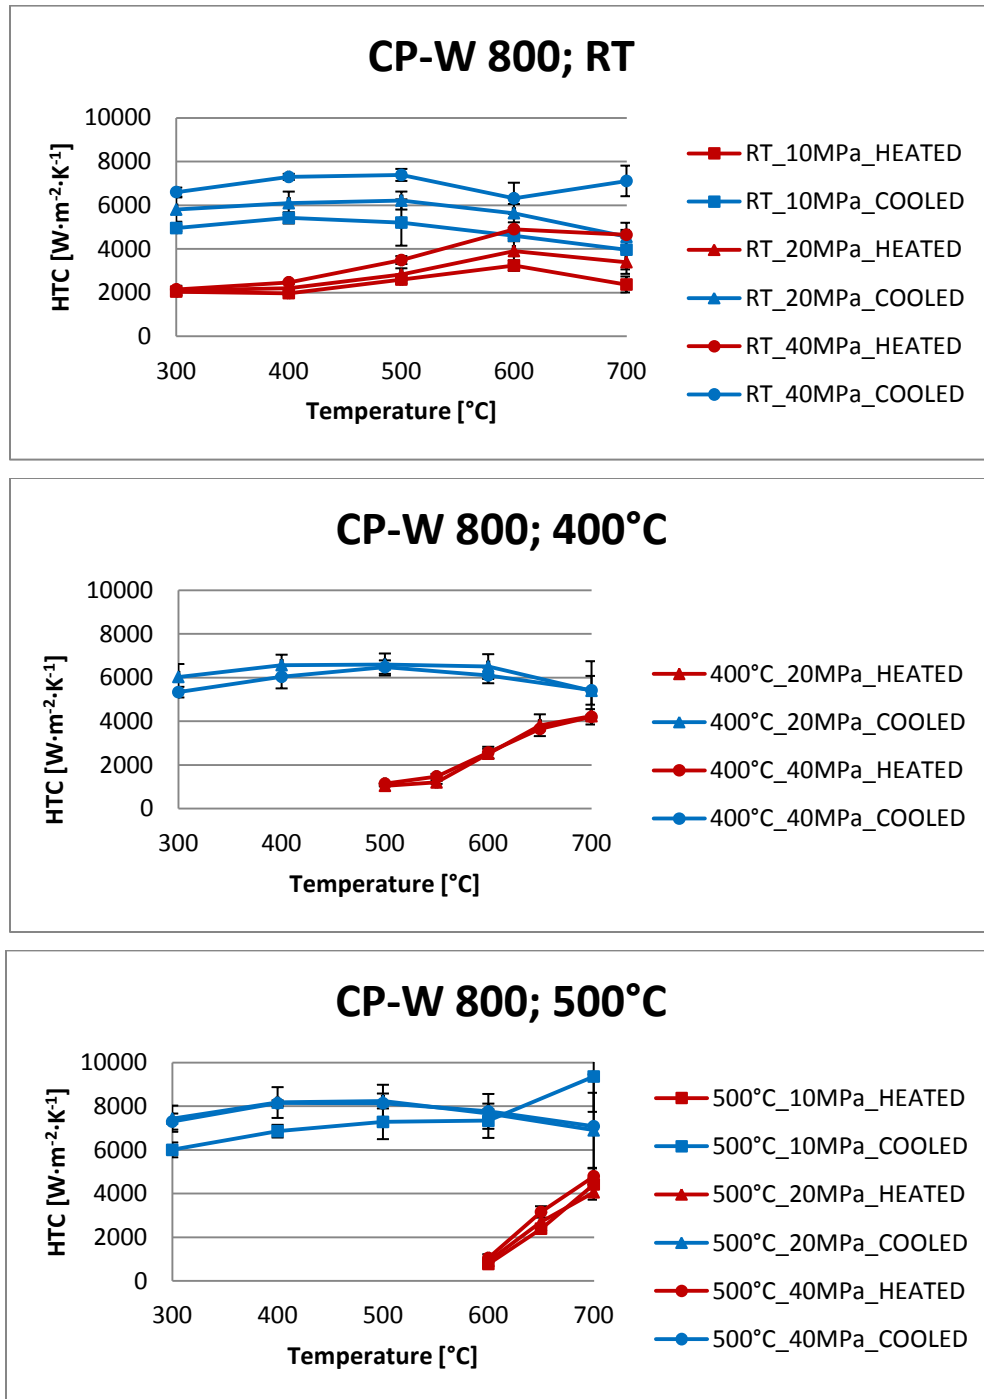 CP-W 800; RT
HTC [W·m-2·K-1]
10000
8000
6000
4000
2000
0
300 400 500 600 700
Temperature [°C]
RT_10MPa_HEATED
RT_10MPa_COOLED
RT_20MPa_HEATED
RT_20MPa_COOLED
RT_40MPa_HEATED
RT_40MPa_COOLED
CP-W 800; 400°C
HTC [W·m-2·K-1]
10000
8000
6000
4000
2000
0
300 400 500 600 700
Temperature [°C]
400°C_20MPa_HEATED
400°C_20MPa_COOLED
400°C_40MPa_HEATED
400°C_40MPa_COOLED
CP-W 800; 500°C
HTC [W·m-2·K-1]
10000
8000
6000
4000
2000
0
300 400 500 600 700
Temperature [°C]
500°C_10MPa_HEATED
500°C_10MPa_COOLED
500°C_20MPa_HEATED
500°C_20MPa_COOLED
500°C_40MPa_HEATED
500°C_40MPa_COOLED